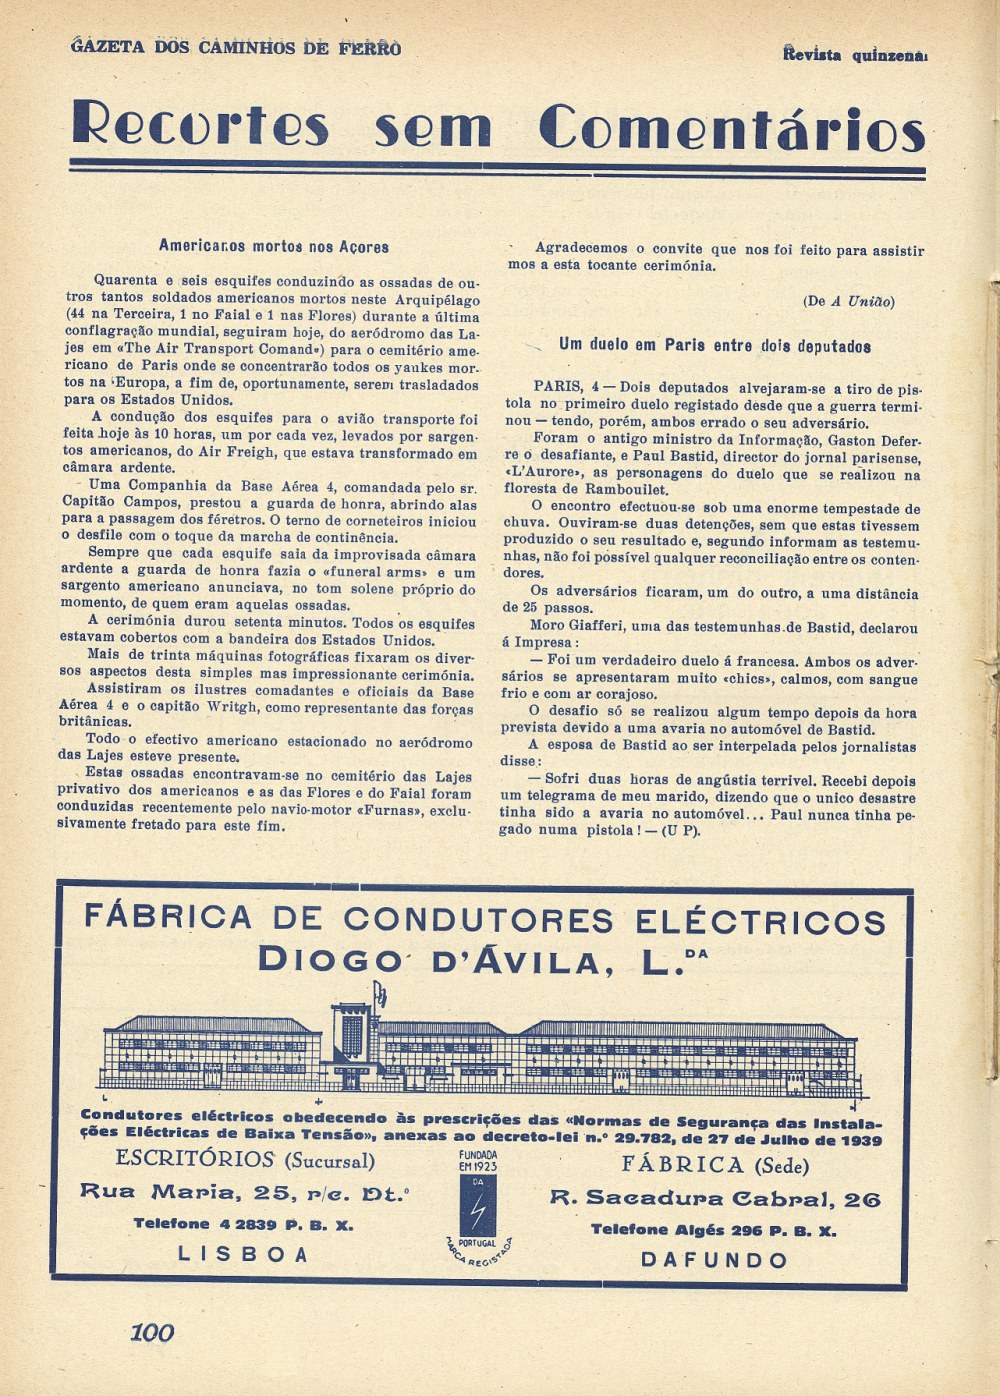 GAZETA DOS CAMINHOS DE FERRO
Revista quinzenal
Recortes sem Comentários
Americanos mortos nos Açores
Quarenta e seis esquifes conduzindo as ossadas de ou-
tros tantos soldados americanos mortos neste Arquipélago
(44 na Terceira, 1 no Faial e 1 nas Flores) durante a última
conflagração mundial, seguiram hoje, do aeródromo das La-
jes em «The Air Transport Comand») para o cemitério ame-
ricano de Paris onde se concentrarão todos os yankes mor-
tos na Europa, a fim de, oportunamente, serem trasladados
para os Estados Unidos.
A condução dos esquifes para o avião transporte foi
feita hoje às 10 horas, um por cada vez, levados por sargen-
tos americanos, do Air Freigh, que estava transformado em
câmara ardente.
Uma Companhia da Base Aérea 4, comandada pelo sr.
Capitão Campos, prestou a guarda de honra, abrindo alas
para a passagem dos féretros. O terno de corneteiros iniciou
o desfile com o toque da marcha de continência.
Sempre que cada esquife saia da improvisada câmara
ardente a guarda de honra fazia o «funeral arms» e um
sargento americano anunciava, no tom solene próprio do
momento, de quem eram aquelas ossadas.
A cerimónia durou setenta minutos. Todos os esquifes
estavam cobertos com a bandeira dos Estados Unidos.
Mais de trinta máquinas fotográficas fixaram os diver-
sos aspectos desta simples mas impressionante cerimónia.
Assistiram os ilustres comadantes e oficiais da Base
Aérea 4 e o capitão Writgh, como representante das forças
britânicas.
Todo o efectivo americano estacionado no aeródromo
das Lajes esteve presente.
Estas ossadas encontravam-se no cemitério das Lajes
privativo dos americanos e as das Flores e do Faial foram
conduzidas recentemente pelo navio-motor «Furnas», exclu-
sivamente fretado para este fim.
Agradecemos o convite que nos foi feito para assistir
mos a esta tocante cerimónia.
(De A União)
Um duelo em Paris entre dois deputados
PARIS, 4 — Dois deputados alvejaram-se a tiro de pis-
tola no primeiro duelo registado desde que a guerra termi-
nou — tendo, porém, ambos errado o seu adversário.
Foram o antigo ministro da Informação, Gaston Defer-
re o desafiante, e Paul Bastid, director do jornal parisense,
«L'Aurore», as personagens do duelo que se realizou na
floresta de Rambouilet.
O encontro efectuou-se sob uma enorme tempestade de
chuva. Ouviram-se duas detenções, sem que estas tivessem
produzido o seu resultado e, segundo informam as testemu-
nhas, não foi possível qualquer reconciliação entre os conten-
dores.
Os adversários ficaram, um do outro, a uma distância
de 25 passos.
Moro Giafferi, uma das testemunhas de Bastid, declarou
á Impresa :
— Foi um verdadeiro duelo á francesa. Ambos os adver-
sários se apresentaram muito «chics», calmos, com sangue
frio e com ar corajoso.
O desafio só se realizou algum tempo depois da hora
prevista devido a uma avaria no automóvel de Bastid.
A esposa de Bastid ao ser interpelada pelos jornalistas
disse:
— Sofri duas horas de angústia terrivel. Recebi depois
um telegrama de meu marido, dizendo que o unico desastre
tinha sido a avaria no automóvel... Paul nunca tinha pe-
gado numa pistola ! — (U P).
FÁBRICA DE CONDUTORES ELÉCTRICOS
DIOGO D'ÁVILA, L.DA
Condutores eléctricos obedecendo às prescrições das «Normas de Segurança das Instala-
ções Eléctricas de Baixa Tensão», anexas ao decreto-lei n.º 29.782, de 27 de Julho de 1939
ESCRITÓRIOS (Sucursal)
Rua Maria, 25, r/c. Dt.º
Telefone 4 2839 P. B. X.
LISBOA
FUNDADA
EM 1923
DA
PORTUGAL
MARCA REGISTADA
FÁBRICA (Sede)
R. Sacadura Cabral, 26
Telefone Algés 296 P. B. X.
DAFUNDO
100